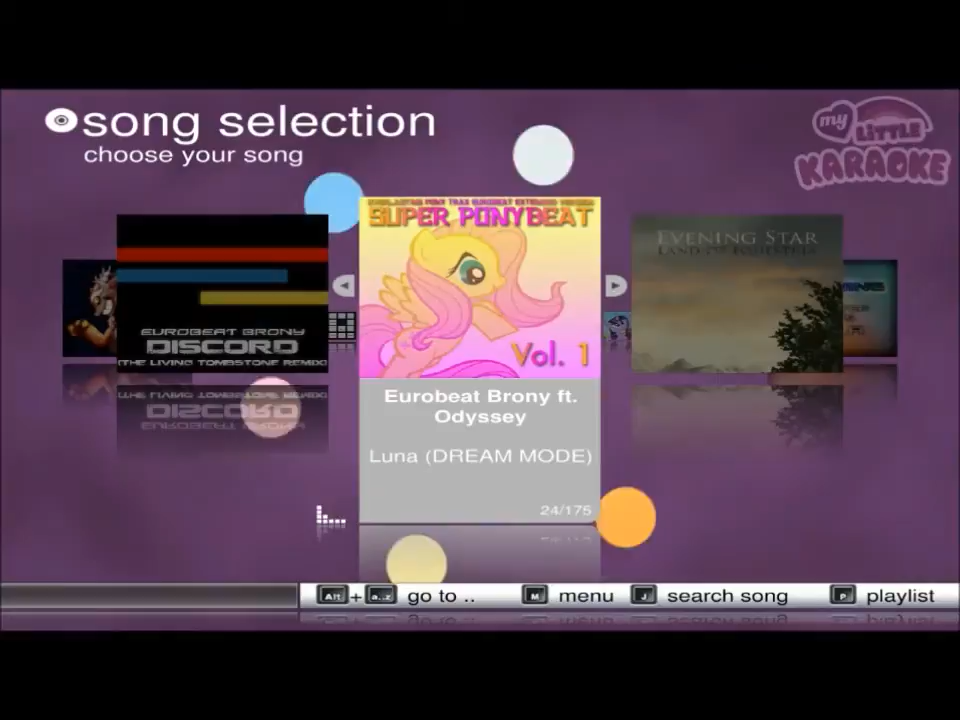 song selection
choose your song
my
LITTLE
KARAOKE
SUPER PONYBEAT
Vol. 1
EUROBEAT BRONY
DISCORD
(THE LIVING TOMBSTONE REMIX)
EVENING STAR
Eurobeat Brony ft.
Odyssey
Luna (DREAM MODE)
24/175
Alt + a..z go to ..
M menu
J search song
P playlist